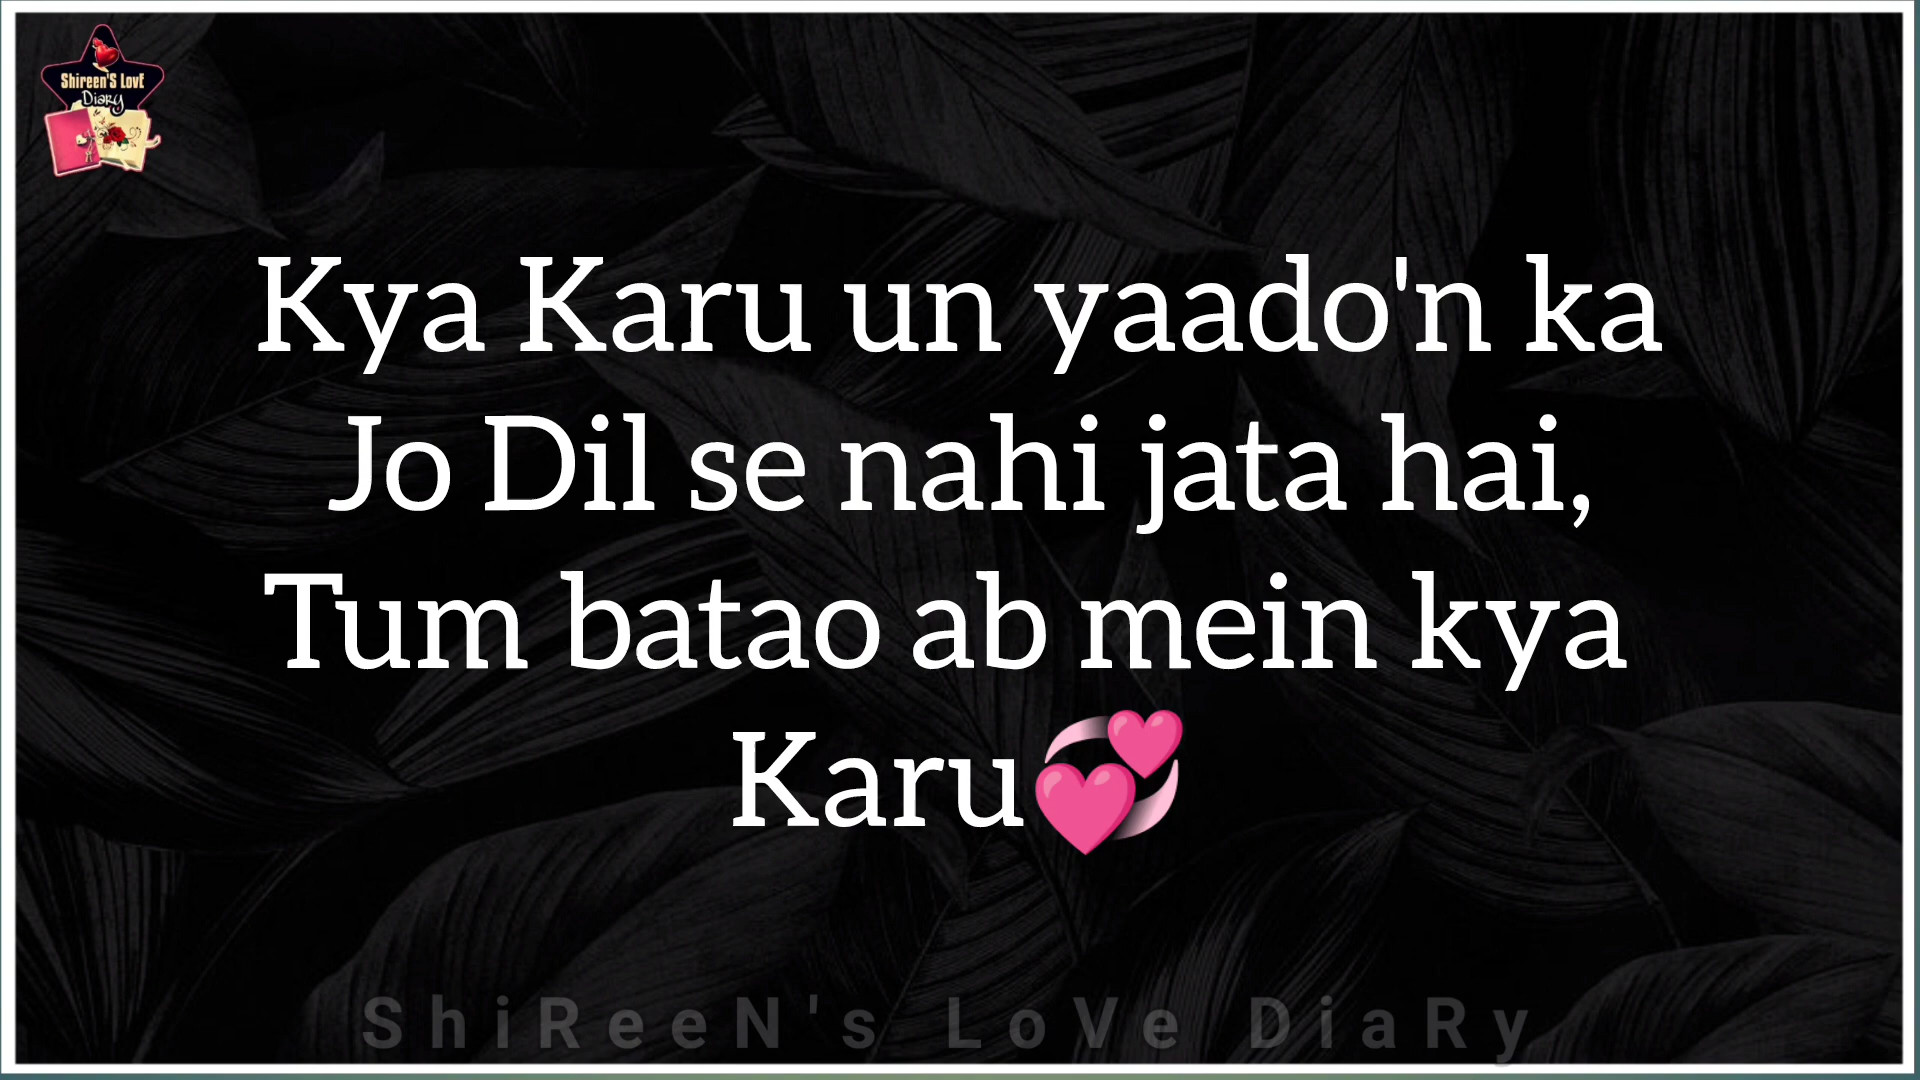 Shireen'S LovE
Diary
Kya Karu un yaado'n ka
Jo Dil se nahi jata hai,
Tum batao ab mein kya
Karu💞
ShiReeN's LoVe DiaRy